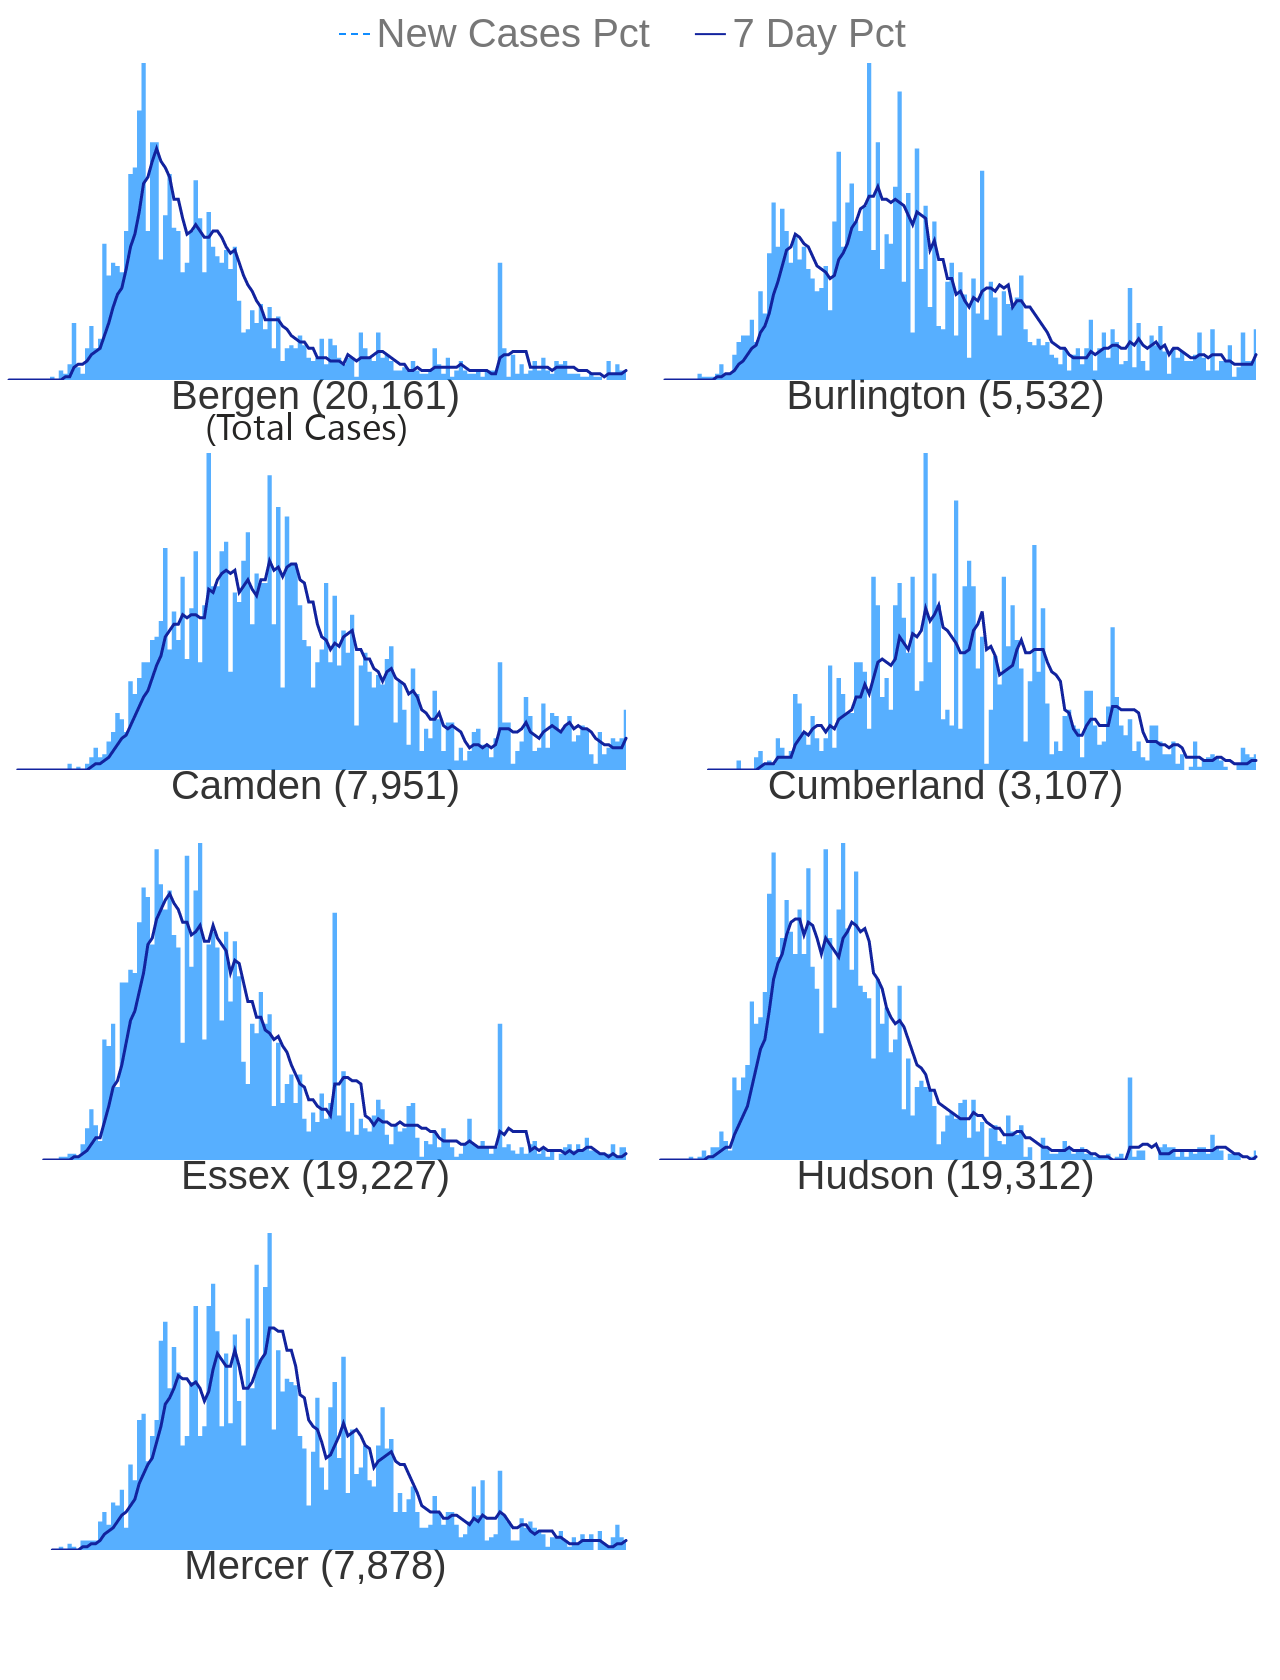 New Cases Pct 7 Day Pct
Bergen (20,161) Burlington (5,532)
(Total Cases)
Camden (7,951) Cumberland (3,107)
Essex (19,227) Hudson (19,312)
Mercer (7,878)